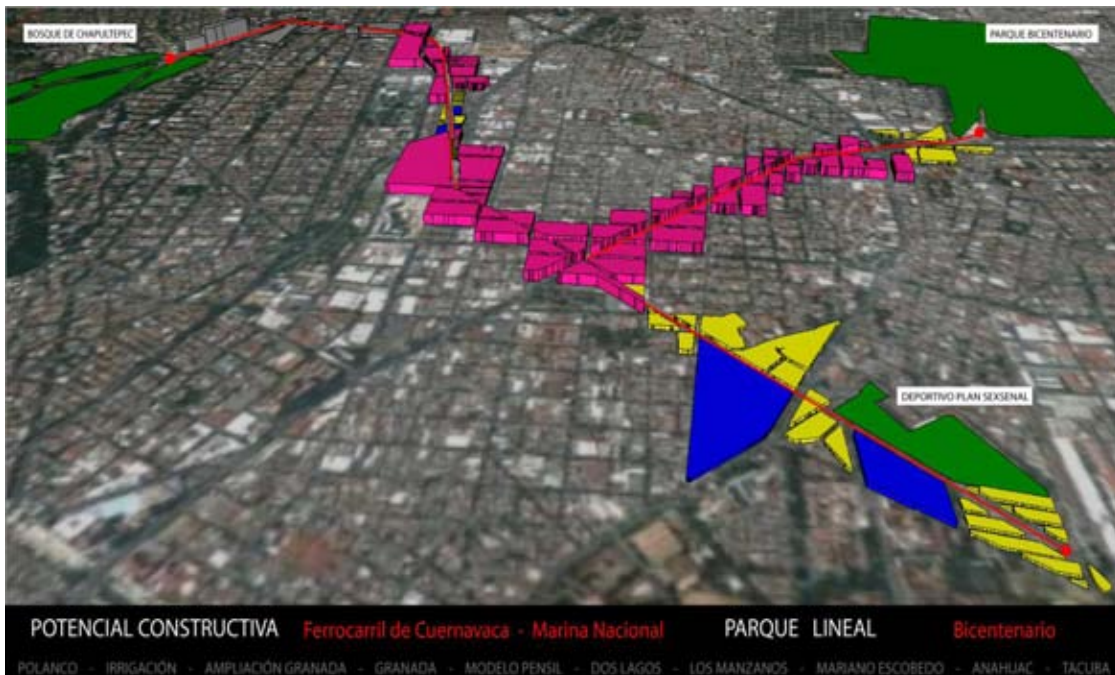 BOSQUE DE CHAPULTEPEC
PARQUE BICENTENARIO
DEPORTIVO PLAN SEXSENAL
POTENCIAL CONSTRUCTIVA Ferrocarril de Cuernavaca - Marina Nacional PARQUE LINEAL Bicentenario
POLANCO - IRRIGACIÓN - AMPLIACIÓN GRANADA - GRANADA - MODELO PENSIL - DOS LAGOS - LOS MANZANOS - MARIANO ESCOBEDO - ANAHUAC - TACUBA